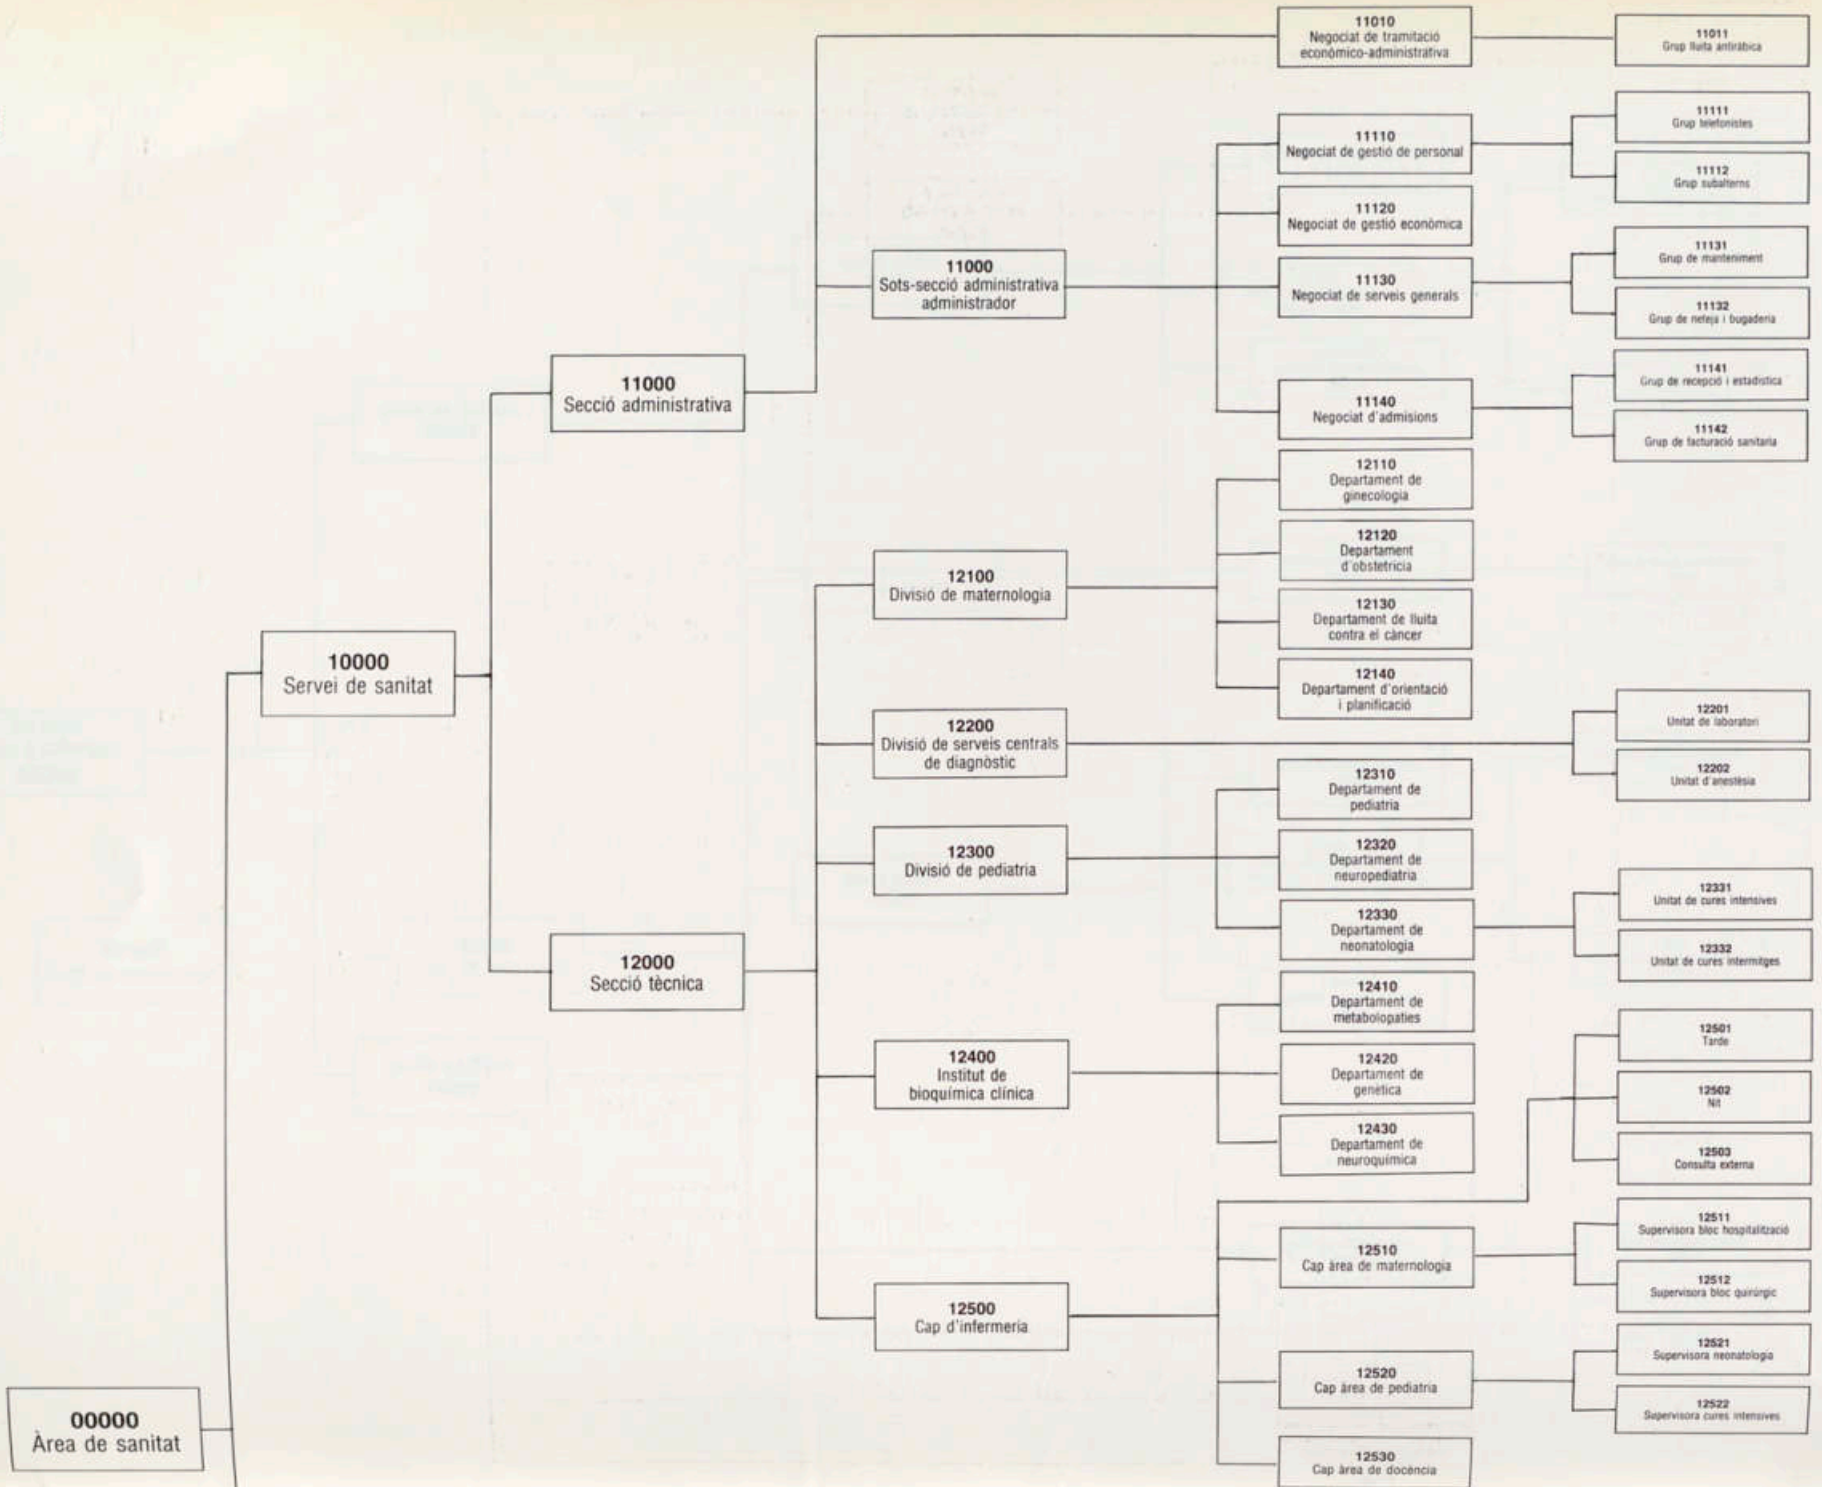 11010
Negociat de tramitació
econòmico-administrativa
11011
Grup lluita antiràbica
11111
Grup telefonistes
11110
Negociat de gestió de personal
11112
Grup subalterns
11120
Negociat de gestió econòmica
11131
Grup de manteniment
11000
Sots-secció administrativa
administrador
11130
Negociat de serveis generals
11132
Grup de neteja i bugaderia
11000
Secció administrativa
11141
Grup de recepció i estadística
11140
Negociat d'admisions
11142
Grup de facturació sanitaria
12110
Departament de
ginecologia
12120
Departament
d'obstetricia
12100
Divisió de maternologia
12130
Departament de lluita
contra el càncer
10000
Servei de sanitat
12140
Departament d'orientació
i planificació
12201
Unitat de laboratori
12200
Divisió de serveis centrals
de diagnòstic
12202
Unitat d'anestèsia
12310
Departament de
pediatria
12300
Divisió de pediatria
12320
Departament de
neuropediatria
12331
Unitat de cures intensives
12330
Departament de
neonatologia
12332
Unitat de cures intermitges
12000
Secció tècnica
12410
Departament de
metabolopaties
12501
Tarde
12400
Institut de
bioquímica clínica
12420
Departament de
genètica
12502
Nit
12430
Departament de
neuroquímica
12503
Consulta externa
12511
Supervisora bloc hospitalització
12510
Cap àrea de maternologia
12512
Supervisora bloc quirúrgic
12500
Cap d'infermeria
12521
Supervisora neonatologia
12520
Cap àrea de pediatria
12522
Supervisora cures intensives
00000
Àrea de sanitat
12530
Cap àrea de docència